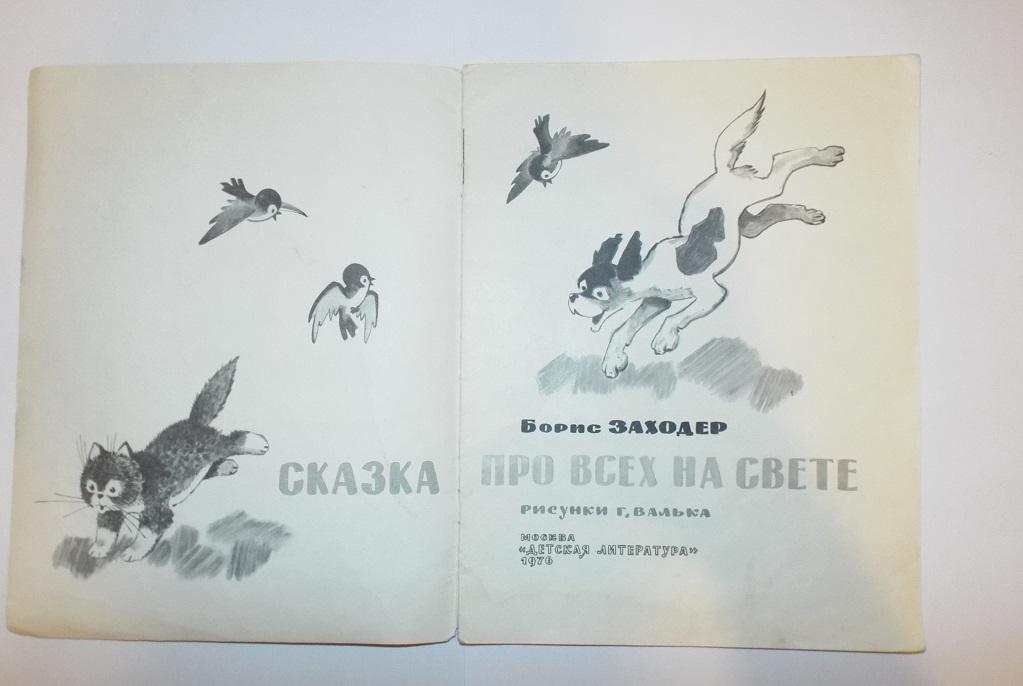 Борис ЗАХОДЕР
СКАЗКА ПРО ВСЕХ НА СВЕТЕ
РИСУНКИ Г. ВАЛЬКА
МОСКВА
«ДЕТСКАЯ ЛИТЕРАТУРА»
1976